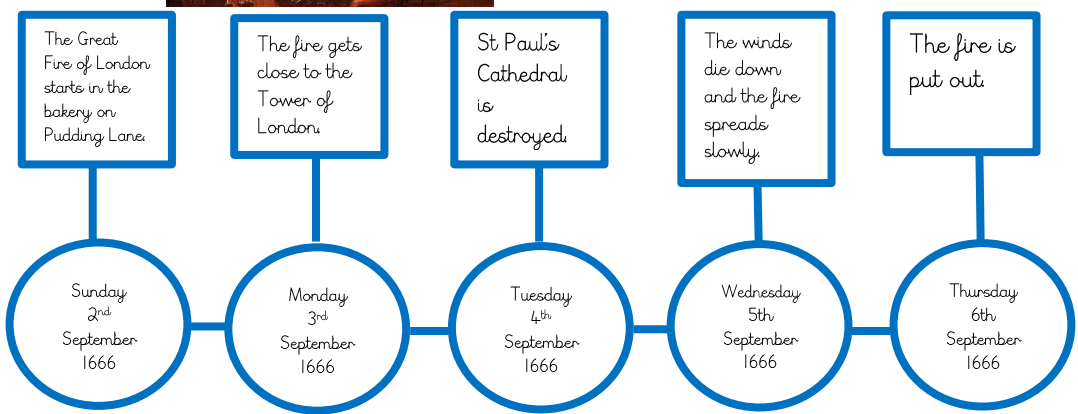 The Great
Fire of London
starts in the
bakery on
Pudding Lane.
The fire gets
close to the
Tower of
London.
St Paul's
Cathedral
is
destroyed.
The winds
die down
and the fire
spreads
slowly.
The fire is
put out.
Sunday
2nd
September
1666
Monday
3rd
September
1666
Tuesday
4th
September
1666
Wednesday
5th
September
1666
Thursday
6th
September
1666